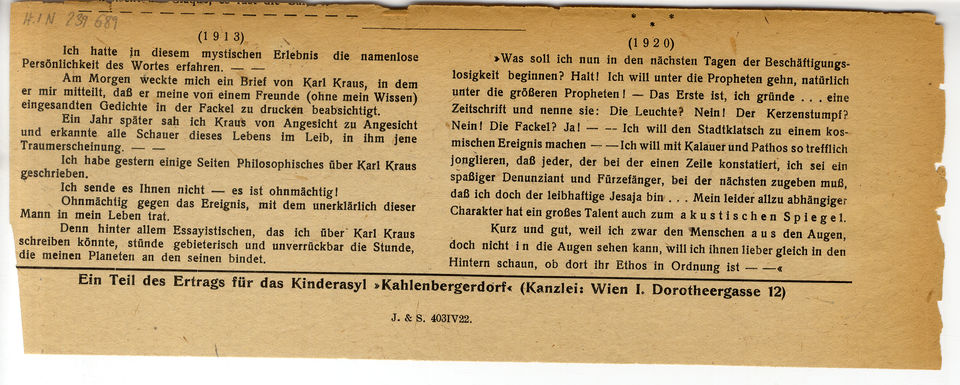 H.I.N. 239 689
(1913)
Ich hatte in diesem mystischen Erlebnis die namenlose
Persönlichkeit des Wortes erfahren. — —
Am Morgen weckte mich ein Brief von Karl Kraus, in dem
er mir mitteilt, daß er meine von einem Freunde (ohne mein Wissen)
eingesandten Gedichte in der Fackel zu drucken beabsichtigt.
Ein Jahr später sah ich Kraus von Angesicht zu Angesicht
und erkannte alle Schauer dieses Lebens im Leib, in ihm jene
Traumerscheinung. — —
Ich habe gestern einige Seiten Philosophisches über Karl Kraus
geschrieben.
Ich sende es Ihnen nicht — es ist ohnmächtig!
Ohnmächtig gegen das Ereignis, mit dem unerklärlich dieser
Mann in mein Leben trat.
Denn hinter allem Essayistischen, das ich über Karl Kraus
schreiben könnte, stünde gebieterisch und unverrückbar die Stunde,
die meinen Planeten an den seinen bindet.
* * *
(1920)
»Was soll ich nun in den nächsten Tagen der Beschäftigungs-
losigkeit beginnen? Halt! Ich will unter die Propheten gehn, natürlich
unter die größeren Propheten! — Das Erste ist, ich gründe . . . eine
Zeitschrift und nenne sie: Die Leuchte? Nein! Der Kerzenstumpf?
Nein! Die Fackel? Ja! — — Ich will den Stadtklatsch zu einem kos-
mischen Ereignis machen — — Ich will mit Kalauer und Pathos so trefflich
jonglieren, daß jeder, der bei der einen Zeile konstatiert, ich sei ein
spaßiger Denunziant und Fürzefänger, bei der nächsten zugeben muß,
daß ich doch der leibhafte Jesaja bin . . . Mein leider allzu abhängiger
Charakter hat ein großes Talent auch zum akustischen Spiegel.
Kurz und gut, weil ich zwar den Menschen aus den Augen,
doch nicht in die Augen sehen kann, will ich ihnen lieber gleich in den
Hintern schaun, ob dort ihr Ethos in Ordnung ist — —«
Ein Teil des Ertrags für das Kinderasyl »Kahlenbergerdorf« (Kanzlei: Wien I. Dorotheergasse 12)
J. & S. 403IV22.